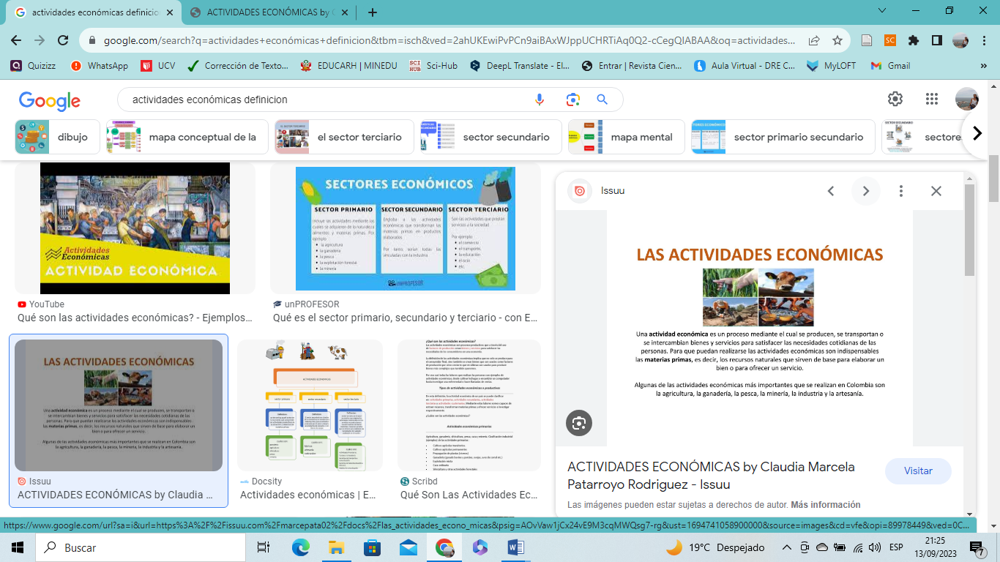 actividades económicas definicio
ACTIVIDADES ECONÓMICAS by C
google.com/search?q=actividades+económicas+definicion&tbm=isch&ved=2ahUKEwiPvPCn9aiBAxWJppUCHRTiAq0Q2-cCegQIABAA&oq=actividades...
Quizizz
WhatsApp
UCV
Corrección de Texto...
EDUCARH | MINEDU
SCI HUB
Sci-Hub
DeepL Translate - El...
Entrar | Revista Cien...
Aula Virtual - DRE C...
MyLOFT
Gmail
»
Google
actividades económicas definicion
dibujo
mapa conceptual de la
el sector terciario
sector secundario
mapa mental
sector primario secundario
sectore
Actividades
Económicas
ACTIVIDAD ECONÓMICA
YouTube
Qué son las actividades económicas? - Ejemplos...
SECTORES ECONÓMICOS
SECTOR PRIMARIO
Incluye las actividades mediante las
cuales se adquieren de la naturaleza
alimentos y materias primas. Por
ejemplo
la agricultura
la ganadería
la pesca
la explotación forestal
la minería
SECTOR SECUNDARIO
Engloba a las actividades
económicas que transforman las
materias primas en productos
elaborados
Por tanto, serían todas las
vinculadas con la industria.
SECTOR TERCIARIO
Son las actividades que prestan
servicios a la sociedad.
Por ejemplo:
el comercio
el transporte
la educación
el ocio
etc.
unPROFESOR
unPROFESOR
Qué es el sector primario, secundario y terciario - con E...
LAS ACTIVIDADES ECONÓMICAS
Una actividad económica es un proceso mediante el cual se producen, se transportan o
se intercambian bienes y servicios para satisfacer las necesidades cotidianas de las
personas. Para que puedan realizarse las actividades económicas son indispensables
las materias primas, es decir, los recursos naturales que sirven de base para elaborar un
bien o para ofrecer un servicio.
Algunas de las actividades económicas más importantes que se realizan en Colombia son
la agricultura, la ganadería, la pesca, la minería, la industria y la artesanía.
Issuu
ACTIVIDADES ECONÓMICAS by Claudia ...
ACTIVIDADES ECONOMICAS
sector primario
sector secundario
sector terciario
Docsity
Actividades económicas | E...
¿Qué son las actividades económicas?
Tipos de actividades económicas o productivas
Actividades económicas primarias
Scribd
Qué Son Las Actividades Ec...
Issuu
LAS ACTIVIDADES ECONÓMICAS
Una actividad económica es un proceso mediante el cual se producen, se transportan o
se intercambian bienes y servicios para satisfacer las necesidades cotidianas de las
personas. Para que puedan realizarse las actividades económicas son indispensables
las materias primas, es decir, los recursos naturales que sirven de base para elaborar un
bien o para ofrecer un servicio.
Algunas de las actividades económicas más importantes que se realizan en Colombia son
la agricultura, la ganadería, la pesca, la minería, la industria y la artesanía.
ACTIVIDADES ECONÓMICAS by Claudia Marcela
Patarroyo Rodriguez - Issuu
Visitar
Las imágenes pueden estar sujetas a derechos de autor. Más información
https://www.google.com/url?sa=i&url=https%3A%2F%2Fissuu.com%2Fmarcepata02%2Fdocs%2Flas_actividades_econo_micas&psig=AOvVaw1jCx24vE9M3cqMWQsg7-rg&ust=1694741058900000&source=images&cd=vfe&opi=89978449&ved=0C...
Buscar
19°C Despejado
ESP
21:25
13/09/2023
7